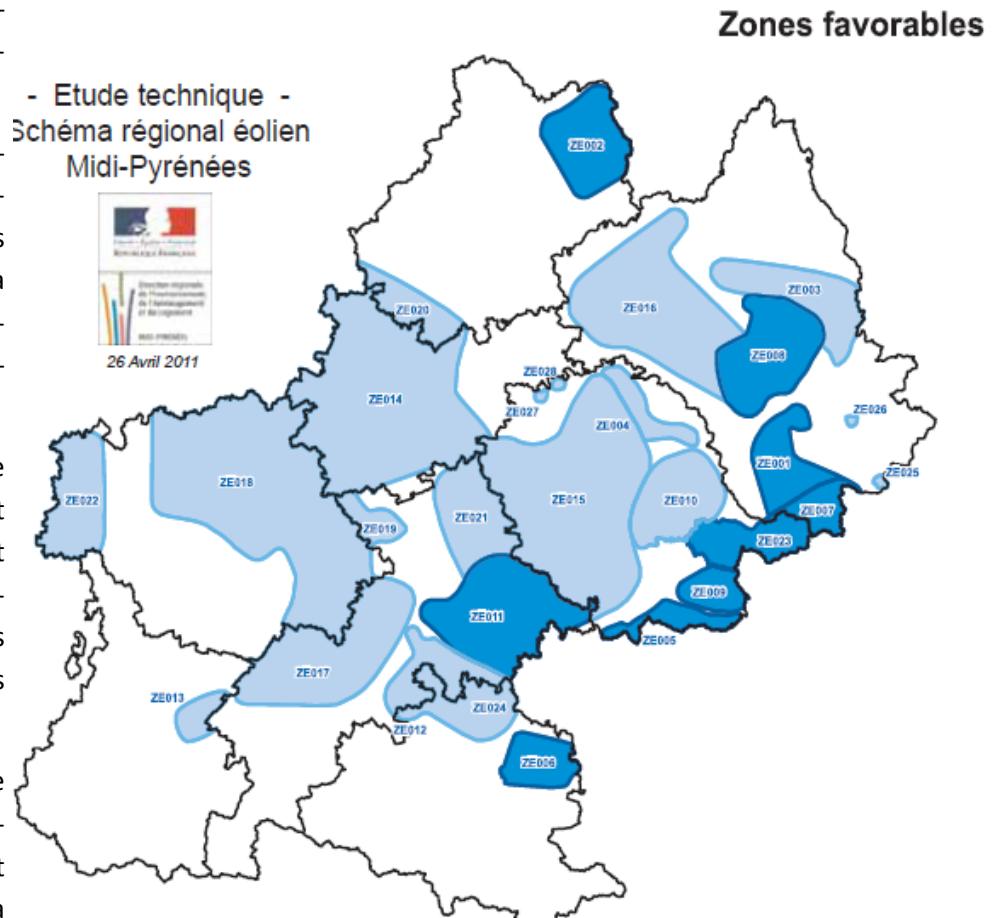 Zones favorables
- Etude technique -
Schéma régional éolien
Midi-Pyrénées
26 Avril 2011
ZE002
ZE003
ZE016
ZE020
ZE008
ZE028
ZE014
ZE027
ZE026
ZE004
ZE001
ZE025
ZE018
ZE022
ZE015
ZE010
ZE007
ZE021
ZE019
ZE023
ZE009
ZE011
ZE005
ZE017
ZE013
ZE024
ZE012
ZE006